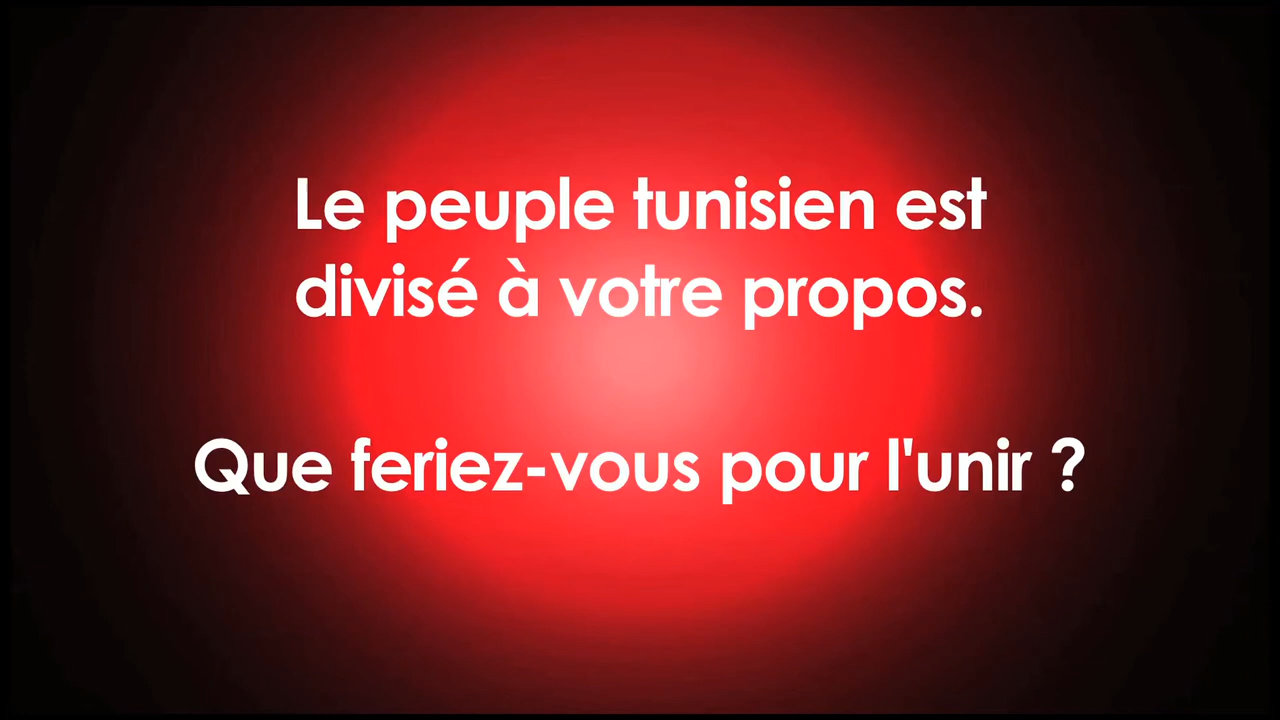 Le peuple tunisien est
divisé à votre propos.
Que feriez-vous pour l'unir ?